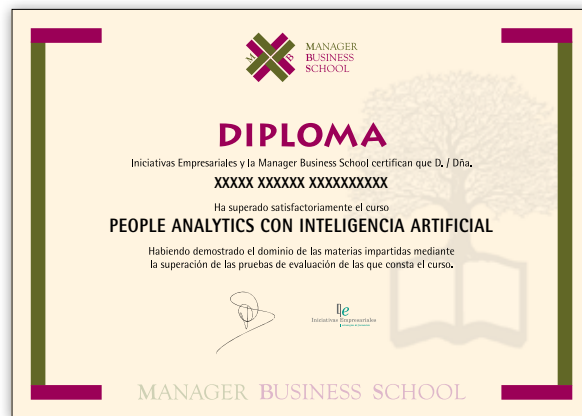 M B
MANAGER
BUSINESS
SCHOOL
DIPLOMA
Iniciativas Empresariales y la Manager Business School certifican que D. / Dña.
XXXXX XXXXXX XXXXXXXXXX
Ha superado satisfactoriamente el curso
PEOPLE ANALYTICS CON INTELIGENCIA ARTIFICIAL
Habiendo demostrado el dominio de las materias impartidas mediante
la superación de las pruebas de evaluación de las que consta el curso.
Ie
Iniciativas Empresariales
MANAGER BUSINESS SCHOOL